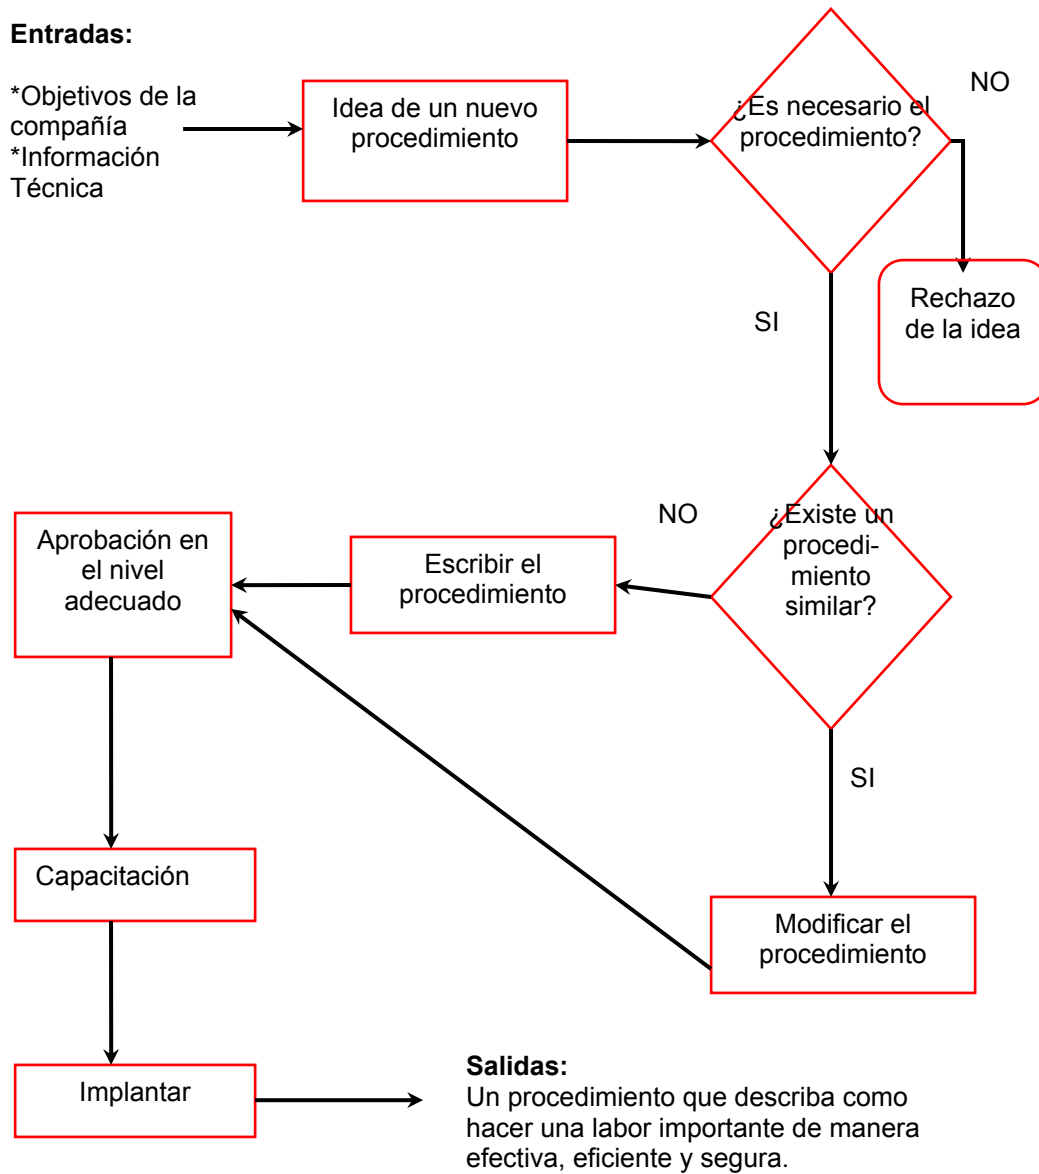 Entradas:
*Objetivos de la
compañía
*Información
Técnica
Idea de un nuevo
procedimiento
¿Es necesario el
procedimiento?
NO
Rechazo
de la idea
SI
¿Existe un
procedi-
miento
similar?
NO
Escribir el
procedimiento
Aprobación en
el nivel
adecuado
SI
Modificar el
procedimiento
Capacitación
Implantar
Salidas:
Un procedimiento que describa como
hacer una labor importante de manera
efectiva, eficiente y segura.